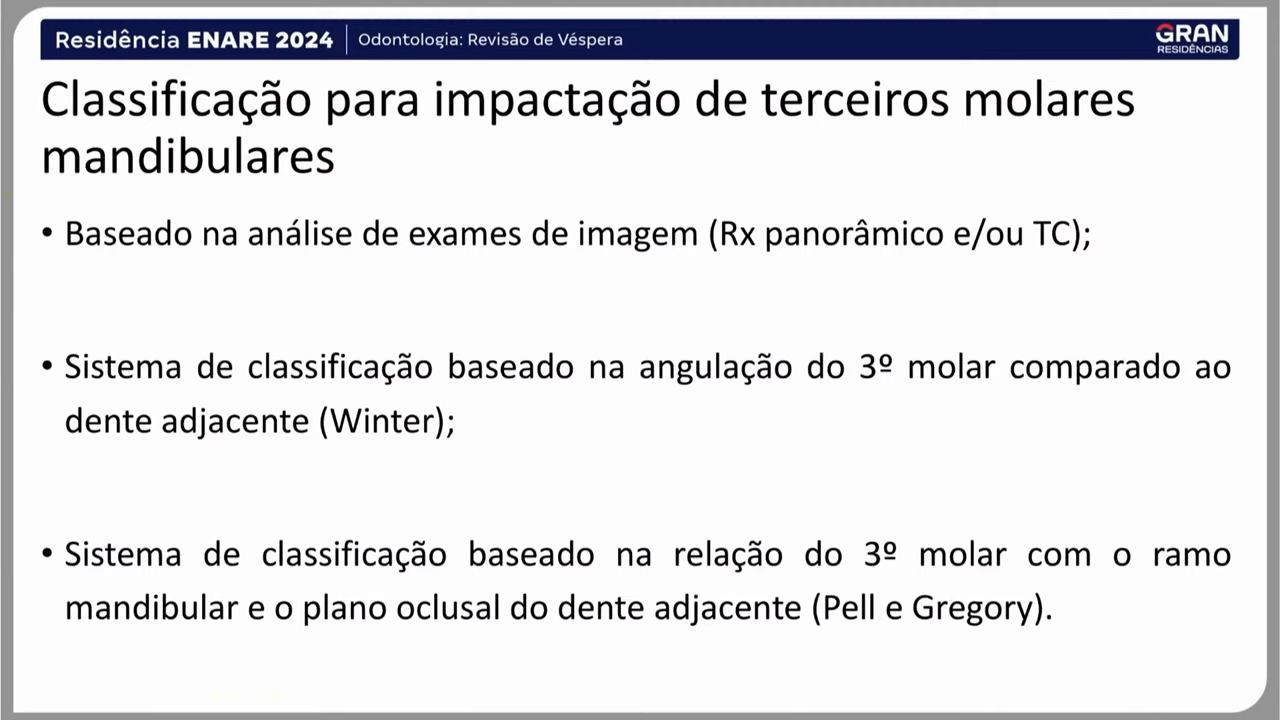 Residência ENARE 2024 Odontologia: Revisão de Véspera
GRAN
RESIDÊNCIAS
Classificação para impactação de terceiros molares
mandibulares
• Baseado na análise de exames de imagem (Rx panorâmico e/ou TC);
• Sistema de classificação baseado na angulação do 3º molar comparado ao
dente adjacente (Winter);
• Sistema de classificação baseado na relação do 3º molar com o ramo
mandibular e o plano oclusal do dente adjacente (Pell e Gregory).